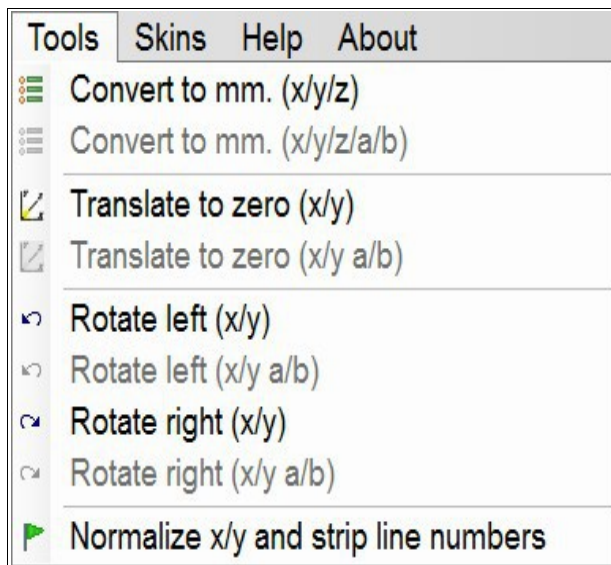 Tools Skins Help About
Convert to mm. (x/y/z)
Convert to mm. (x/y/z/a/b)
Translate to zero (x/y)
Translate to zero (x/y a/b)
Rotate left (x/y)
Rotate left (x/y a/b)
Rotate right (x/y)
Rotate right (x/y a/b)
Normalize x/y and strip line numbers